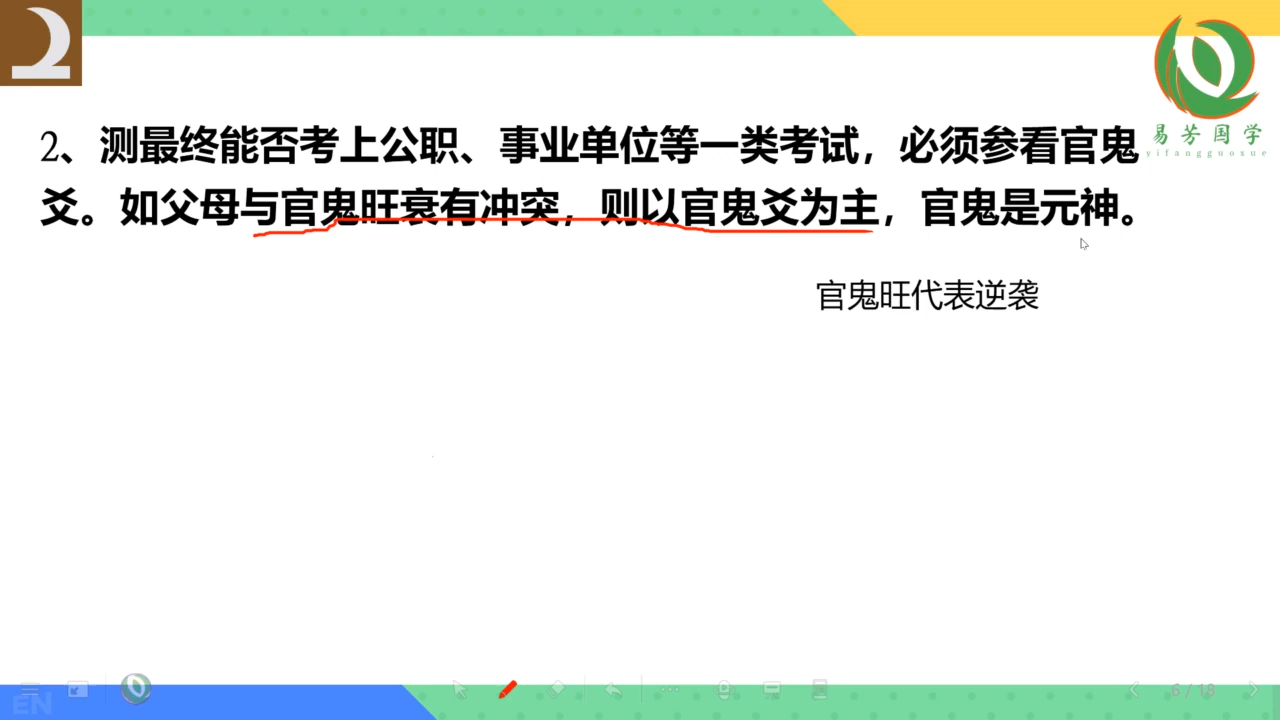 易芳国学
yifangguoxue
2、测最终能否考上公职、事业单位等一类考试，必须参看官鬼
爻。如父母与官鬼旺衰有冲突，则以官鬼爻为主，官鬼是元神。
官鬼旺代表逆袭
EN
6 / 18